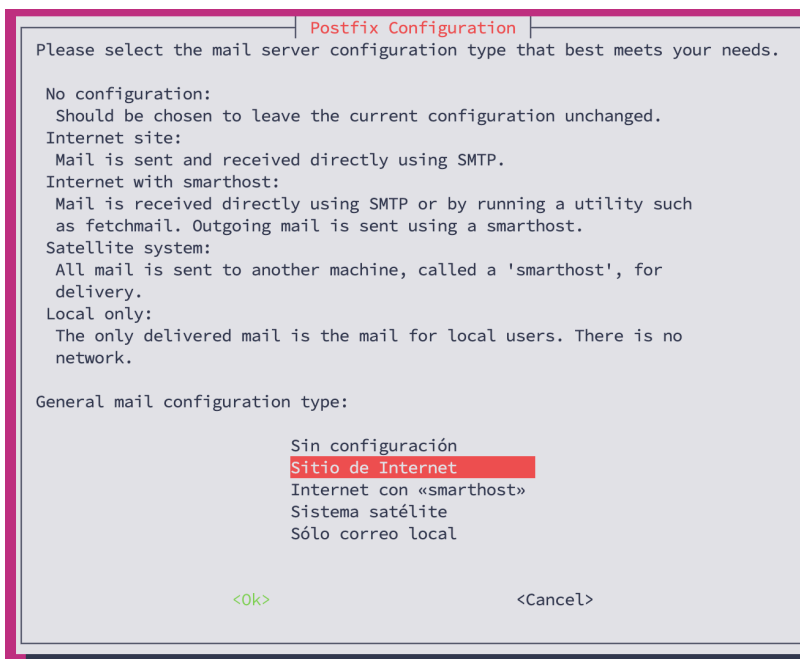 Postfix Configuration
Please select the mail server configuration type that best meets your needs.
No configuration:
Should be chosen to leave the current configuration unchanged.
Internet site:
Mail is sent and received directly using SMTP.
Internet with smarthost:
Mail is received directly using SMTP or by running a utility such
as fetchmail. Outgoing mail is sent using a smarthost.
Satellite system:
All mail is sent to another machine, called a 'smarthost', for
delivery.
Local only:
The only delivered mail is the mail for local users. There is no
network.
General mail configuration type:
Sin configuración
Sitio de Internet
Internet con «smarthost»
Sistema satélite
Sólo correo local
<Ok> <Cancel>